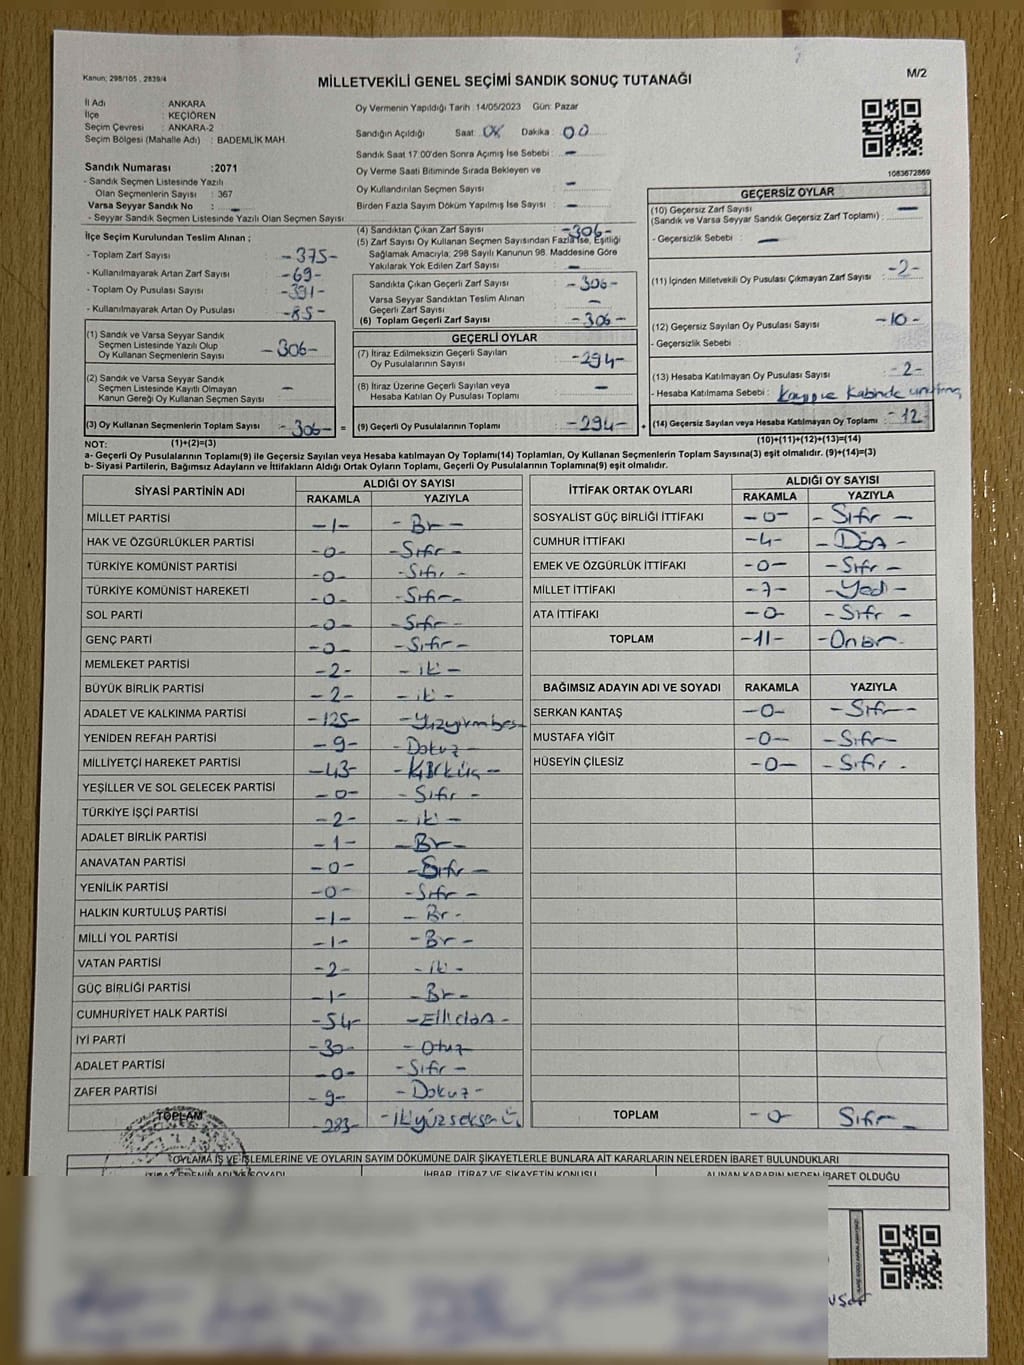 Kanun; 298/105 , 2839/4
MİLLETVEKİLİ GENEL SEÇİMİ SANDIK SONUÇ TUTANAĞI
M/2
İl Adı : ANKARA
İlçe : KEÇİÖREN
Seçim Çevresi : ANKARA-2
Seçim Bölgesi (Mahalle Adı) : BADEMLİK MAH.
Sandık Numarası :2071
- Sandık Seçmen Listesinde Yazılı
Olan Seçmenlerin Sayısı : 367
Varsa Seyyar Sandık No : -
- Seyyar Sandık Seçmen Listesinde Yazılı Olan Seçmen Sayısı
Oy Vermenin Yapıldığı Tarih : 14/05/2023 Gün: Pazar
Sandığın Açıldığı Saat: 08 Dakika : 00
Sandık Saat 17.00'den Sonra Açımış İse Sebebi : -
Oy Verme Saati Bitiminde Sırada Bekleyen ve
Oy Kullandırılan Seçmen Sayısı : -
Birden Fazla Sayım Döküm Yapılmış İse Sayısı : -
1083672869
İlçe Seçim Kurulundan Teslim Alınan ;
- Toplam Zarf Sayısı : -375-
- Kullanılmayarak Artan Zarf Sayısı : -69-
- Toplam Oy Pusulası Sayısı : -391-
- Kullanılmayarak Artan Oy Pusulası : -85-
(1) Sandık ve Varsa Seyyar Sandık
Seçmen Listesinde Yazılı Olup
Oy Kullanan Seçmenlerin Sayısı : -306-
(2) Sandık ve Varsa Seyyar Sandık
Seçmen Listesinde Kayıtlı Olmayan
Kanun Gereği Oy Kullanan Seçmen Sayısı : -
(3) Oy Kullanan Seçmenlerin Toplam Sayısı : -306- =
(4) Sandıktan Çıkan Zarf Sayısı : -306-
(5) Zarf Sayısı Oy Kullanan Seçmen Sayısından Fazla İse, Eşitliği
Sağlamak Amacıyla, 298 Sayılı Kanunun 98. Maddesine Göre
Yakılarak Yok Edilen Zarf Sayısı : -
Sandıkta Çıkan Geçerli Zarf Sayısı : -306-
Varsa Seyyar Sandıktan Teslim Alınan
Geçerli Zarf Sayısı : -
(6) Toplam Geçerli Zarf Sayısı : -306-
GEÇERLİ OYLAR
(7) İtiraz Edilmeksizin Geçerli Sayılan
Oy Pusulalarının Sayısı : -294-
(8) İtiraz Üzerine Geçerli Sayılan veya
Hesaba Katılan Oy Pusulası Toplamı : -
(9) Geçerli Oy Pusulalarının Toplamı : -294- +
GEÇERSİZ OYLAR
(10) Geçersiz Zarf Sayısı : -
(Sandık ve Varsa Seyyar Sandık Geçersiz Zarf Toplamı) :
- Geçersizlik Sebebi : -
(11) İçinden Milletvekili Oy Pusulası Çıkmayan Zarf Sayısı : -2-
(12) Geçersiz Sayılan Oy Pusulası Sayısı : -10-
- Geçersizlik Sebebi :
(13) Hesaba Katılmayan Oy Pusulası Sayısı : -2-
- Hesaba Katılmama Sebebi : Kayıp ve Kabinde
(14) Geçersiz Sayılan veya Hesaba Katılmayan Oy Toplamı : -12-
NOT: (1)+(2)=(3) (10)+(11)+(12)+(13)=(14)
a- Geçerli Oy Pusulasının Toplamı(9) ile Geçersiz Sayılan veya Hesaba katılmayan Oy Toplamı(14) Toplamları, Oy Kullanan Seçmenlerin Toplam Sayısına(3) eşit olmalıdır. (9)+(14)=(3)
b- Siyasi Partilerin, Bağımsız Adayların ve İttifakların Aldığı Ortak Oyların Toplamı, Geçerli Oy Pusulalarının Toplamına(9) eşit olmalıdır.
SİYASİ PARTİNİN ADI ALDIĞI OY SAYISI
RAKAMLA YAZIYLA
MİLLET PARTİSİ -1- -Bir-
HAK VE ÖZGÜRLÜKLER PARTİSİ -0- -Sıfır-
TÜRKİYE KOMÜNİST PARTİSİ -0- -Sıfır-
TÜRKİYE KOMÜNİST HAREKETİ -0- -Sıfır-
SOL PARTİ -0- -Sıfır-
GENÇ PARTİ -0- -Sıfır-
MEMLEKET PARTİSİ -2- -iki-
BÜYÜK BİRLİK PARTİSİ -2- -iki-
ADALET VE KALKINMA PARTİSİ -125- -Yüzyirmibeş-
YENİDEN REFAH PARTİSİ -9- -Dokuz-
MİLLİYETÇİ HAREKET PARTİSİ -43- -Kırküç-
YEŞİLLER VE SOL GELECEK PARTİSİ -0- -Sıfır-
TÜRKİYE İŞÇİ PARTİSİ -2- -iki-
ADALET BİRLİK PARTİSİ -1- -Bir-
ANAVATAN PARTİSİ -0- -Sıfır-
YENİLİK PARTİSİ -0- -Sıfır-
HALKIN KURTULUŞ PARTİSİ -1- -Bir-
MİLLİ YOL PARTİSİ -1- -Bir-
VATAN PARTİSİ -2- -iki-
GÜÇ BİRLİĞİ PARTİSİ -1- -Bir-
CUMHURİYET HALK PARTİSİ -54- -Ellidört-
İYİ PARTİ -30- -Otuz
ADALET PARTİSİ -0- -Sıfır-
ZAFER PARTİSİ -9- -Dokuz-
TOPLAM -283- -İkiyüzseksenüç
İTTİFAK ORTAK OYLARI ALDIĞI OY SAYISI
RAKAMLA YAZIYLA
SOSYALİST GÜÇ BİRLİĞİ İTTİFAKI -0- -Sıfır-
CUMHUR İTTİFAKI -4- -Dört-
EMEK VE ÖZGÜRLÜK İTTİFAKI -0- -Sıfır-
MİLLET İTTİFAKI -7- -Yedi-
ATA İTTİFAKI -0- -Sıfır-
TOPLAM -11- -Onbir-
BAĞIMSIZ ADAYIN ADI VE SOYADI RAKAMLA YAZIYLA
SERKAN KANTAŞ -0- -Sıfır-
MUSTAFA YİĞİT -0- -Sıfır-
HÜSEYİN ÇİLESİZ -0- -Sıfır-
TOPLAM -0- Sıfır-
OYLAMA İŞ VE İŞLEMLERİNE VE OYLARIN SAYIM DÖKÜMÜNE DAİR ŞİKAYETLERLE BUNLARA AİT KARARLARIN NELERDEN İBARET BULUNDUKLARI
İTİRAZ EDENİN ADI VE SOYADI İHBAR, İTİRAZ VE ŞİKAYETİN KONUSU ALINAN KARARIN NEDEN İBARET OLDUĞU